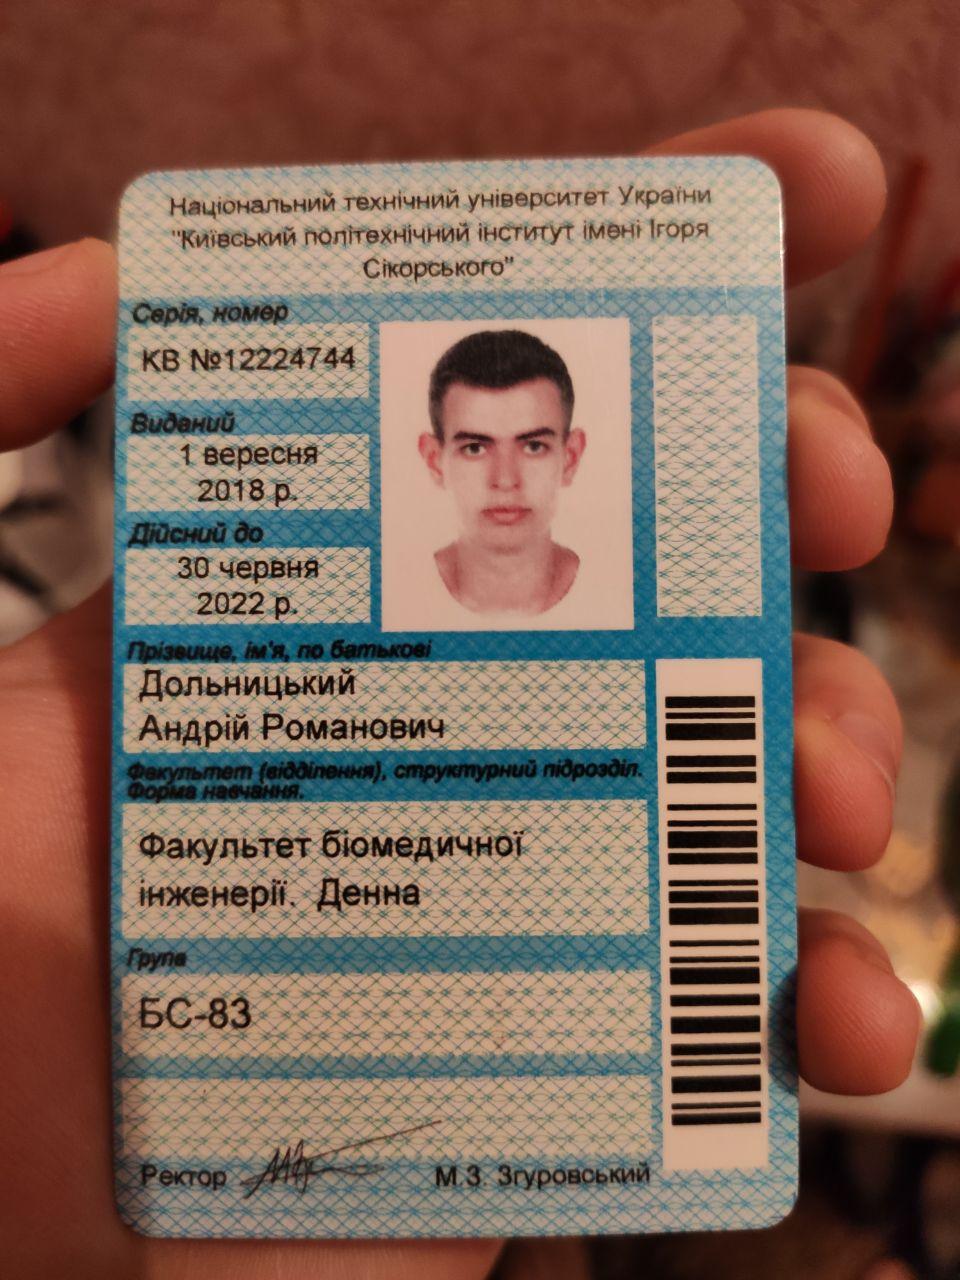 Національний технічний університет України
"Київський політехнічний інститут імені Ігоря
Сікорського"
Серія, номер
КВ №12224744
Виданий
1 вересня
2018 р.
Дійсний до
30 червня
2022 р.
Прізвище, ім'я, по батькові
Дольницький
Андрій Романович
Факультет (відділення), структурний підрозділ.
Форма навчання.
Факультет біомедичної
інженерії. Денна
Група
БС-83
Ректор
М.З. Згуровський